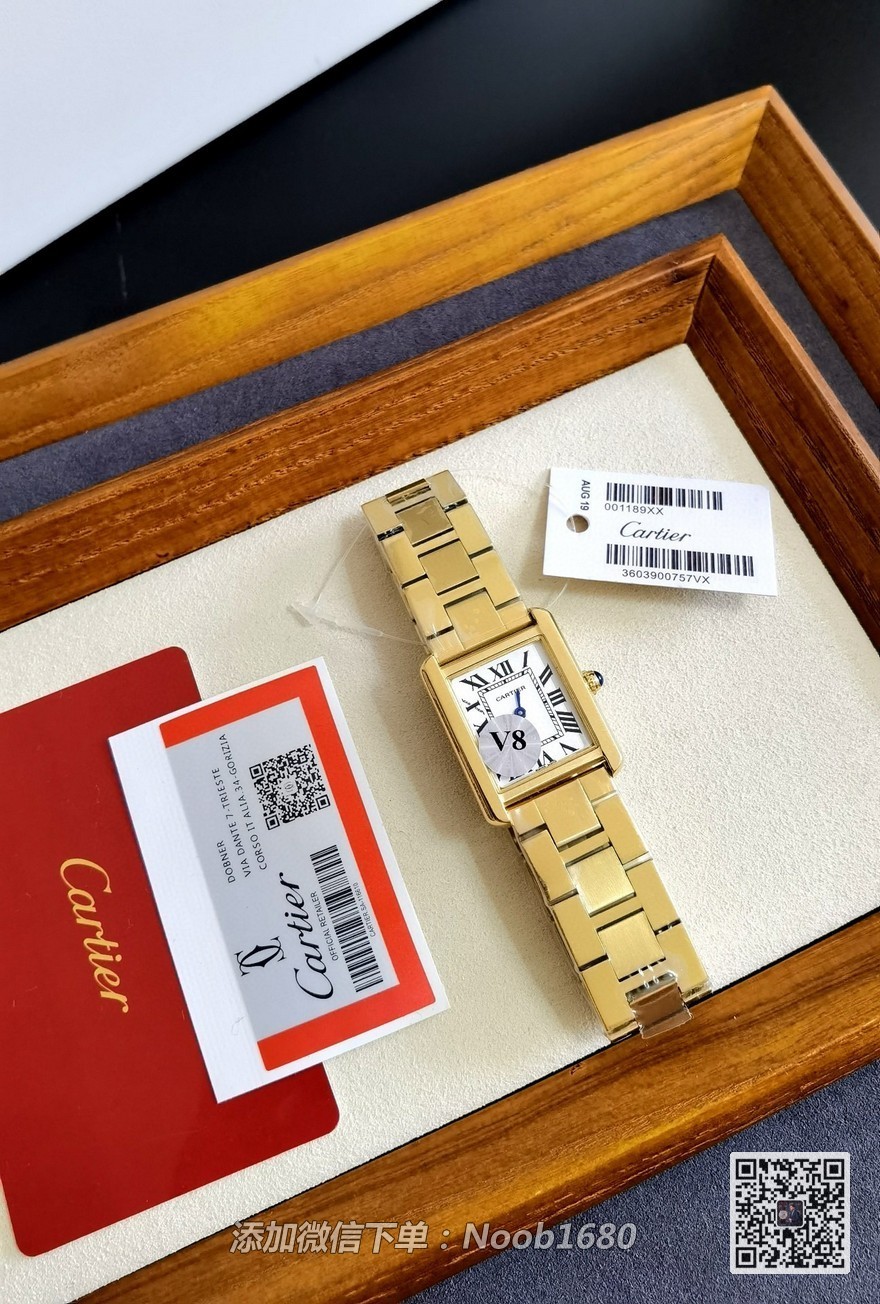 AUG 19
001189XX
Cartier
3603900757VX
XII
CARTIER
V8
DOBNER
VIA DANTE 7-TRIESTE
CORSO ITALIA 34-GORIZIA
Cartier
OFFICIAL RETAILER
Cartier
添加微信下单：Noob1680